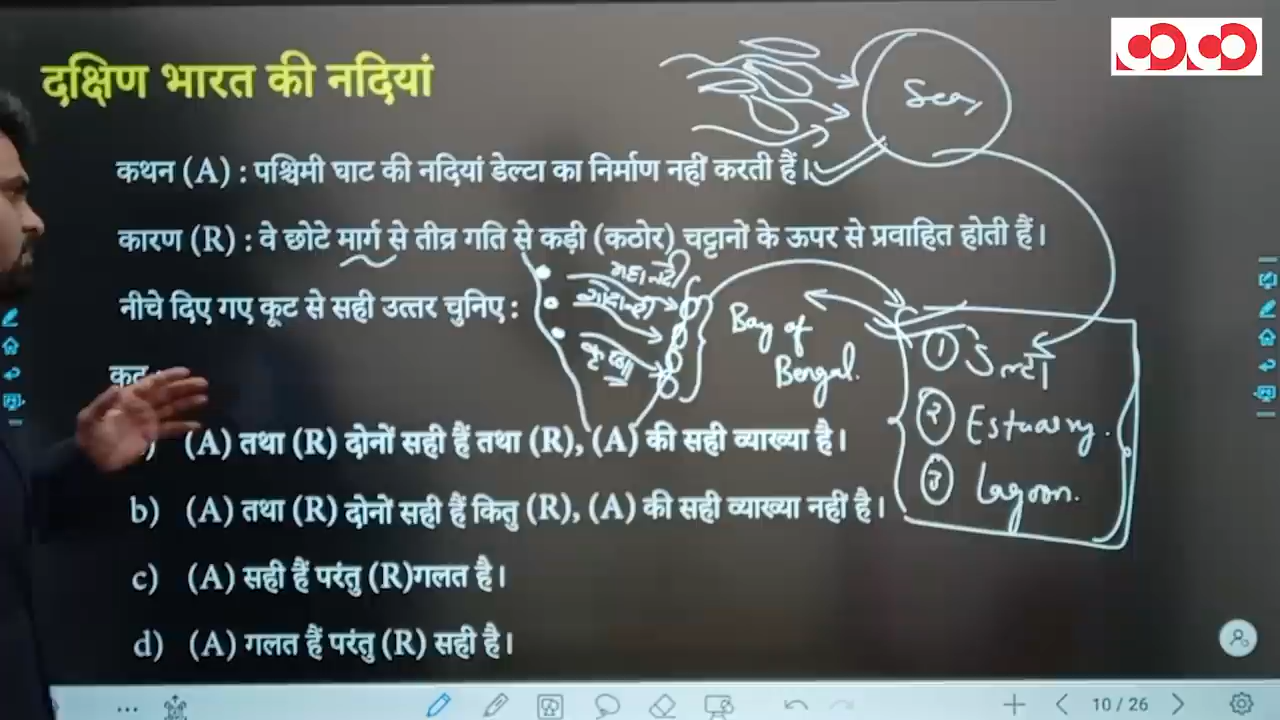 दक्षिण भारत की नदियां
Sea,
कथन (A) : पश्चिमी घाट की नदियां डेल्टा का निर्माण नहीं करती हैं।
कारण (R) : वे छोटे मार्ग से तीव्र गति से कड़ी (कठोर) चट्टानों के ऊपर से प्रवाहित होती हैं।
महानदी
नीचे दिए गए कूट से सही उत्तर चुनिए :
Bay of
Bengal.
कृष्णा
①
② Estuary.
③ Lagoon.
(A) तथा (R) दोनों सही हैं तथा (R), (A) की सही व्याख्या है।
b) (A) तथा (R) दोनों सही हैं किंतु (R), (A) की सही व्याख्या नहीं है।
c) (A) सही हैं परंतु (R)गलत है।
d) (A) गलत हैं परंतु (R) सही है।
10 / 26